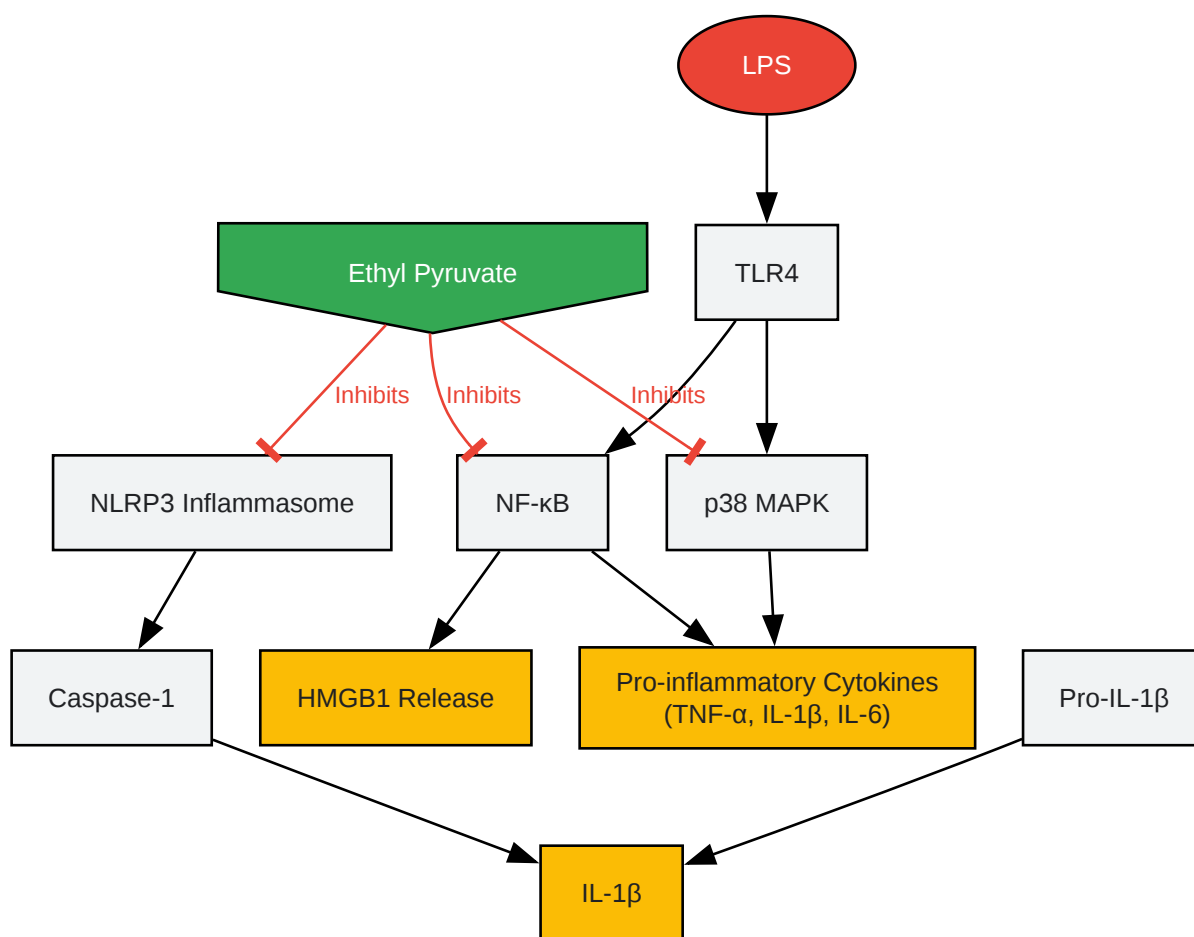 LPS
Ethyl Pyruvate
TLR4
Inhibits
Inhibits
Inhibits
NLRP3 Inflammasome
NF-κB
p38 MAPK
Caspase-1
HMGB1 Release
Pro-inflammatory Cytokines
(TNF-α, IL-1β, IL-6)
Pro-IL-1β
IL-1β